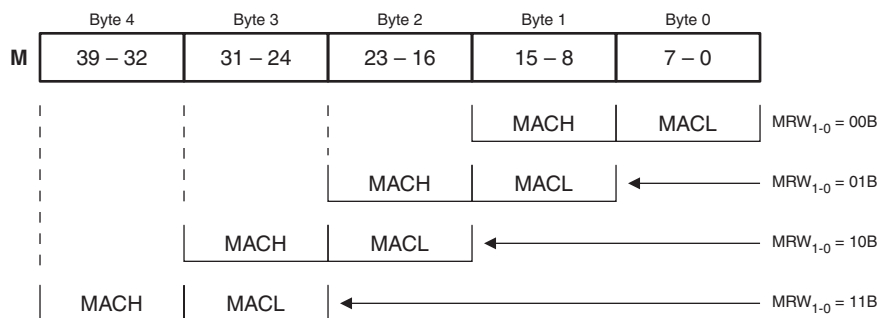 Byte 4 Byte 3 Byte 2 Byte 1 Byte 0
M 39 – 32 31 – 24 23 – 16 15 – 8 7 – 0
MACH MACL MRW1-0 = 00B
MACH MACL MRW1-0 = 01B
MACH MACL MRW1-0 = 10B
MACH MACL MRW1-0 = 11B